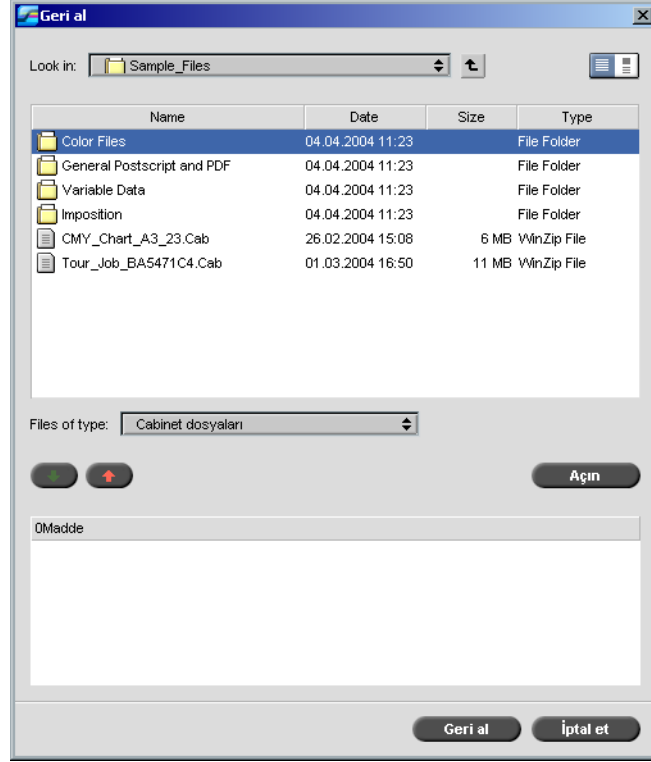 Geri al
Look in: Sample_Files
Name Date Size Type
Color Files 04.04.2004 11:23 File Folder
General Postscript and PDF 04.04.2004 11:23 File Folder
Variable Data 04.04.2004 11:23 File Folder
Imposition 04.04.2004 11:23 File Folder
CMY_Chart_A3_23.Cab 26.02.2004 15:08 6 MB WinZip File
Tour_Job_BA5471C4.Cab 01.03.2004 16:50 11 MB WinZip File
Files of type: Cabinet dosyaları
Açın
0Madde
Geri al İptal et